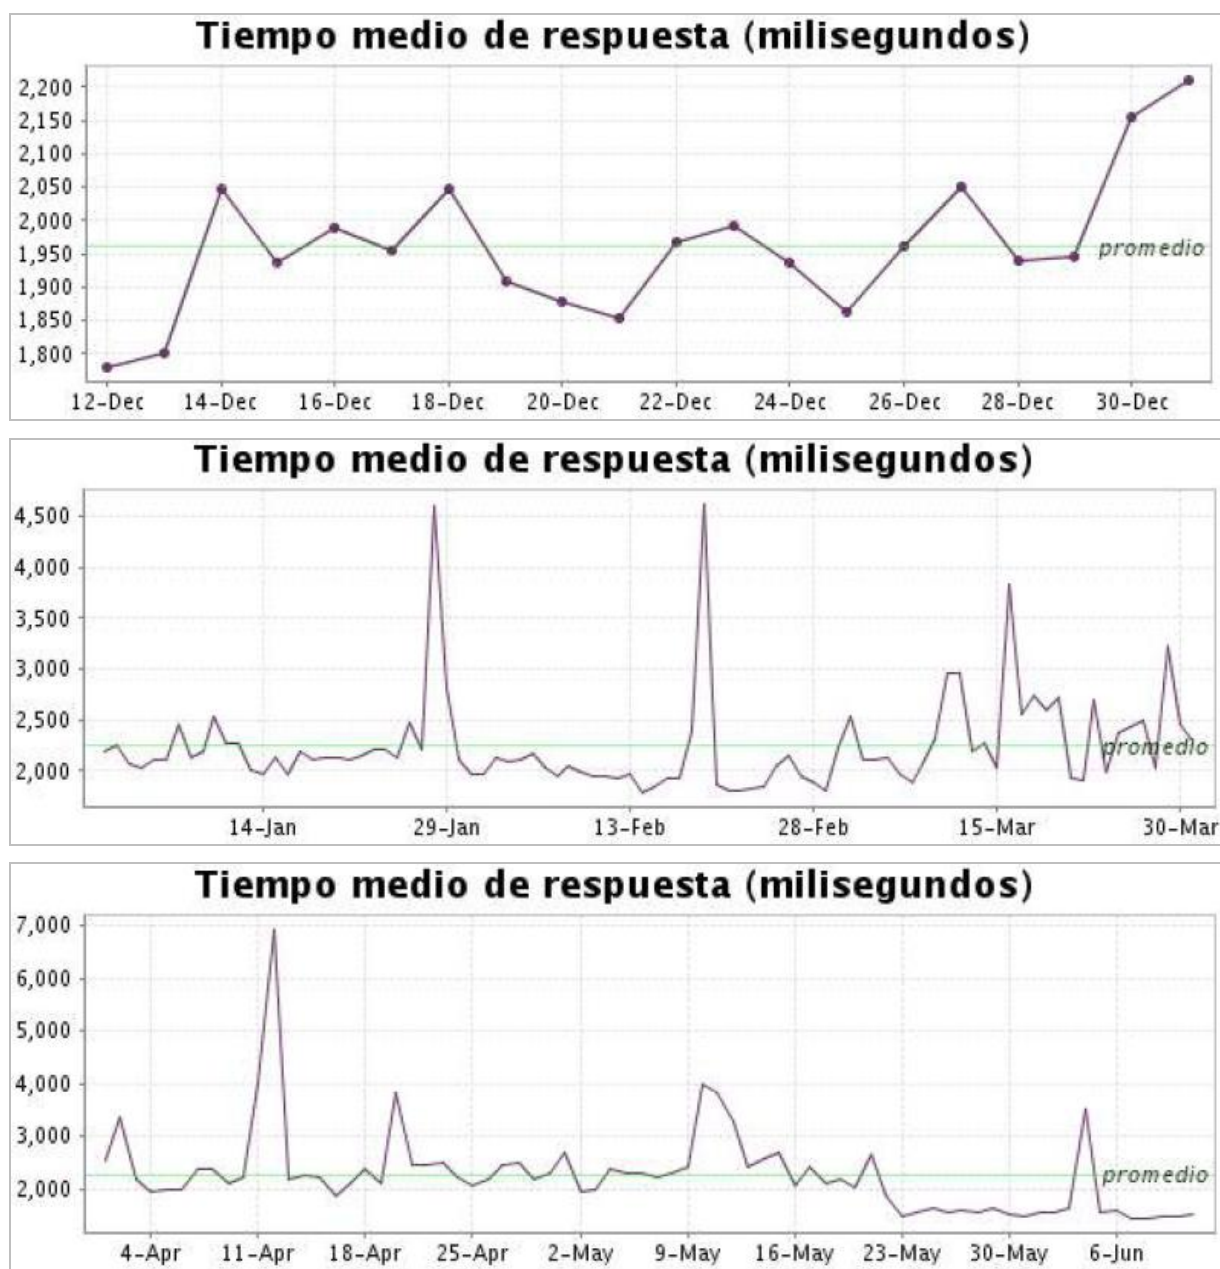 Tiempo medio de respuesta (milisegundos)
2,200
2,150
2,100
2,050
2,000
1,950
1,900
1,850
1,800
promedio
12-Dec 14-Dec 16-Dec 18-Dec 20-Dec 22-Dec 24-Dec 26-Dec 28-Dec 30-Dec
Tiempo medio de respuesta (milisegundos)
4,500
4,000
3,500
3,000
2,500
2,000
promedio
14-Jan 29-Jan 13-Feb 28-Feb 15-Mar 30-Mar
Tiempo medio de respuesta (milisegundos)
7,000
6,000
5,000
4,000
3,000
2,000
promedio
4-Apr 11-Apr 18-Apr 25-Apr 2-May 9-May 16-May 23-May 30-May 6-Jun